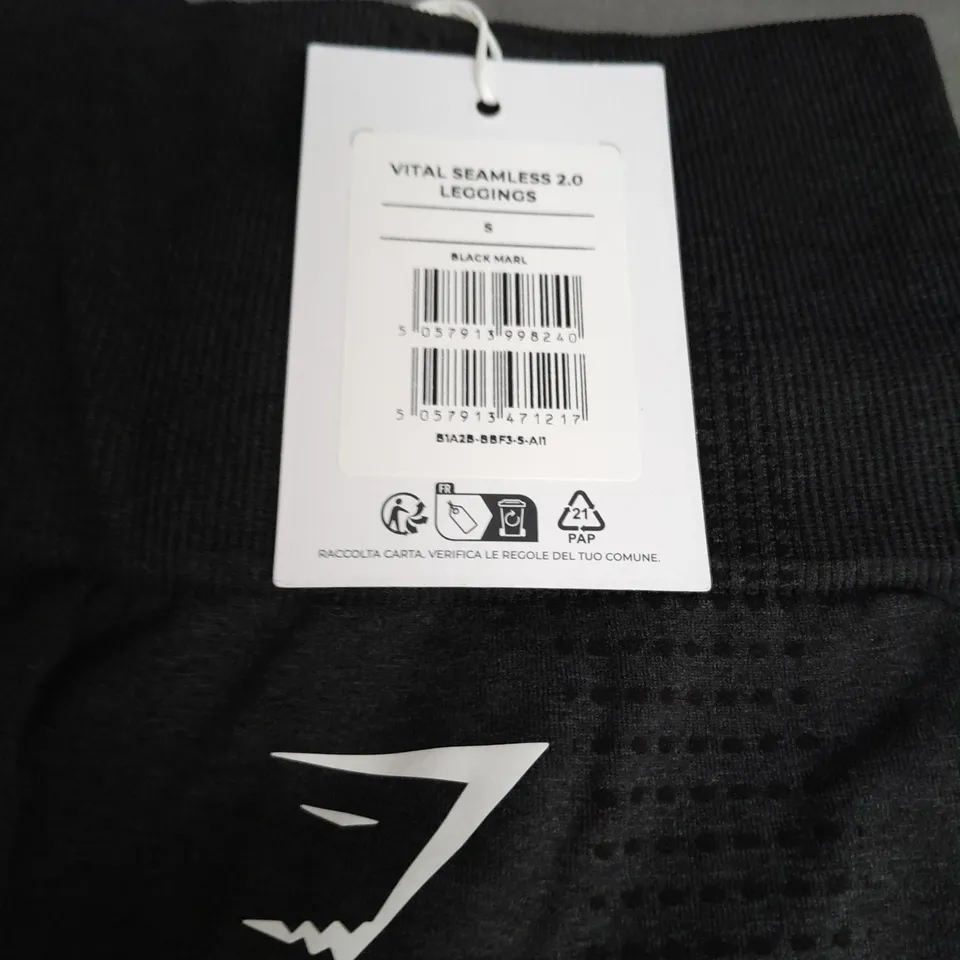 VITAL SEAMLESS 2.0
LEGGINGS
S
BLACK MARL
5 057913 998240
5 057913 471217
B1A2B-BBF3-S-AI1
FR
21
PAP
RACCOLTA CARTA. VERIFICA LE REGOLE DEL TUO COMUNE.